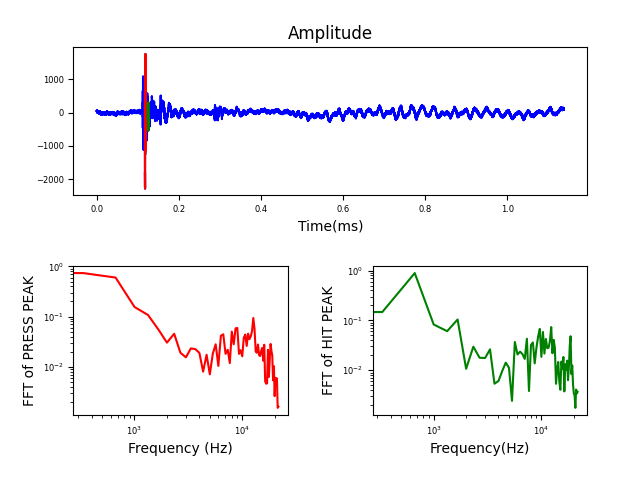 Amplitude
1000
0
−1000
−2000
0.0 0.2 0.4 0.6 0.8 1.0
Time(ms)
FFT of PRESS PEAK
10⁰
10⁻¹
10⁻²
10³ 10⁴
Frequency (Hz)
FFT of HIT PEAK
10⁰
10⁻¹
10⁻²
10³ 10⁴
Frequency(Hz)